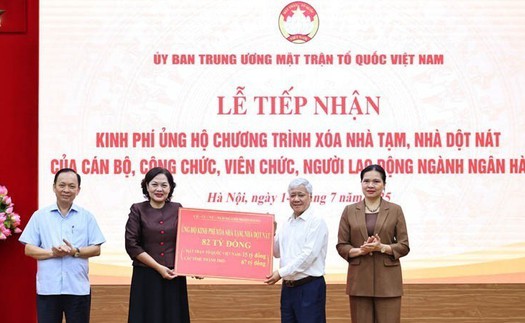 ỦY BAN TRUNG ƯƠNG MẶT TRẬN TỔ QUỐC VIỆT NAM
LỄ TIẾP NHẬN
KINH PHÍ ỦNG HỘ CHƯƠNG TRÌNH XÓA NHÀ TẠM, NHÀ DỘT NÁT
CỦA CÁN BỘ, CÔNG CHỨC, VIÊN CHỨC, NGƯỜI LAO ĐỘNG NGÀNH NGÂN HÀ
Hà Nội, ngày 7 năm
ỦNG HỘ KINH PHÍ XÓA NHÀ TẠM, NHÀ DỘT NÁT
82 TỶ ĐỒNG
35 tỷ đồng
47 tỷ đồng